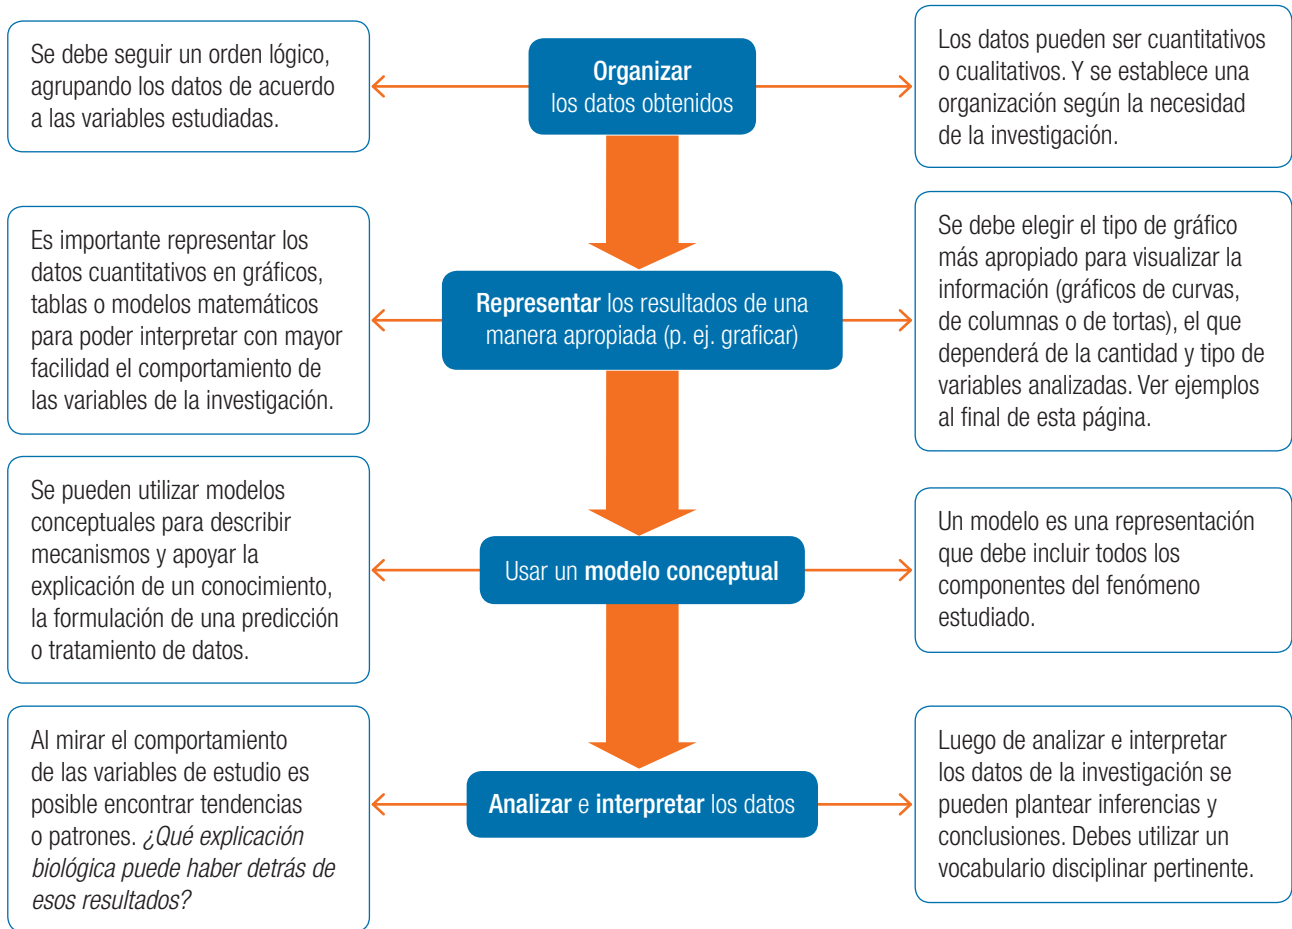 Se debe seguir un orden lógico,
agrupando los datos de acuerdo
a las variables estudiadas.
Organizar
los datos obtenidos
Los datos pueden ser cuantitativos
o cualitativos. Y se establece una
organización según la necesidad
de la investigación.
Es importante representar los
datos cuantitativos en gráficos,
tablas o modelos matemáticos
para poder interpretar con mayor
facilidad el comportamiento de
las variables de la investigación.
Representar los resultados de una
manera apropiada (p. ej. graficar)
Se debe elegir el tipo de gráfico
más apropiado para visualizar la
información (gráficos de curvas,
de columnas o de tortas), el que
dependerá de la cantidad y tipo de
variables analizadas. Ver ejemplos
al final de esta página.
Se pueden utilizar modelos
conceptuales para describir
mecanismos y apoyar la
explicación de un conocimiento,
la formulación de una predicción
o tratamiento de datos.
Usar un modelo conceptual
Un modelo es una representación
que debe incluir todos los
componentes del fenómeno
estudiado.
Al mirar el comportamiento
de las variables de estudio es
posible encontrar tendencias
o patrones. ¿Qué explicación
biológica puede haber detrás de
esos resultados?
Analizar e interpretar los datos
Luego de analizar e interpretar
los datos de la investigación se
pueden plantear inferencias y
conclusiones. Debes utilizar un
vocabulario disciplinar pertinente.